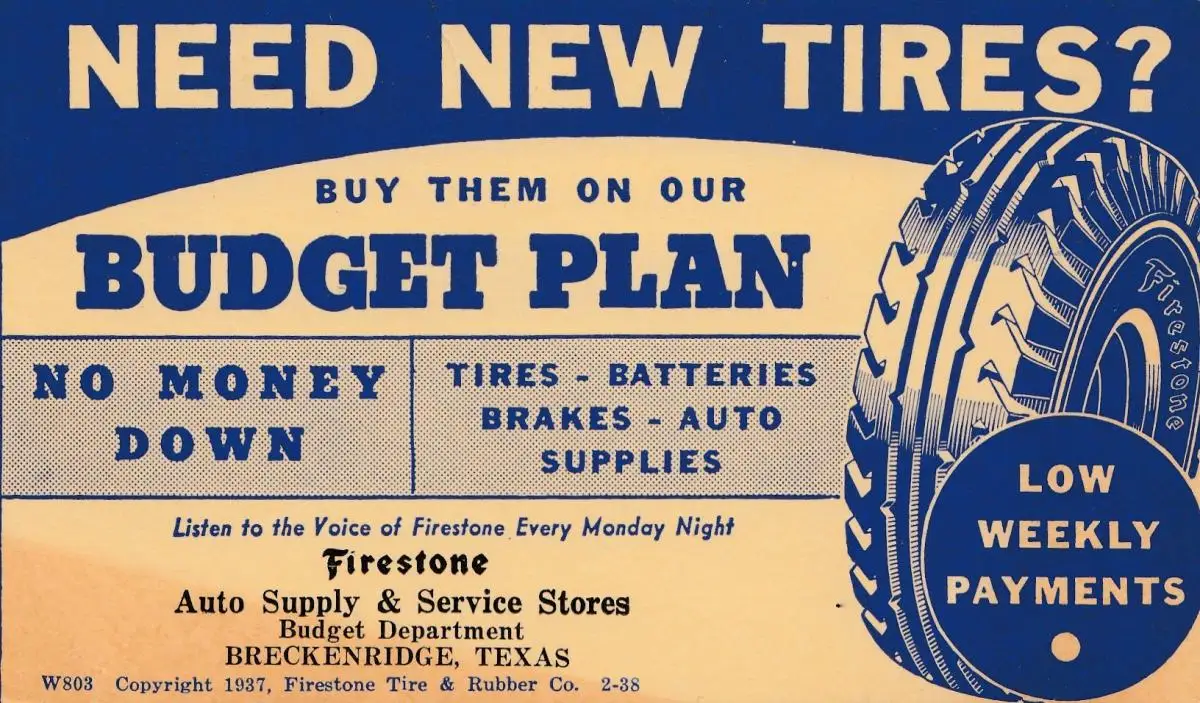 NEED NEW TIRES?
BUY THEM ON OUR
BUDGET PLAN
NO MONEY
DOWN
TIRES - BATTERIES
BRAKES - AUTO
SUPPLIES
Firestone
LOW
WEEKLY
PAYMENTS
Listen to the Voice of Firestone Every Monday Night
Firestone
Auto Supply & Service Stores
Budget Department
BRECKENRIDGE, TEXAS
W803 Copyright 1937, Firestone Tire & Rubber Co. 2-38